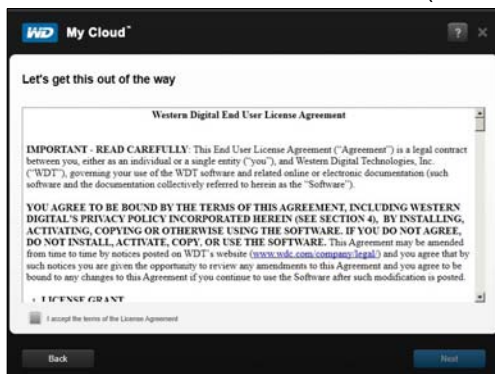 WD My Cloud
? ×
Let's get this out of the way
Western Digital End User License Agreement
IMPORTANT - READ CAREFULLY: This End User License Agreement ("Agreement") is a legal contract
between you, either as an individual or a single entity ("you"), and Western Digital Technologies, Inc.
("WDT"), governing your use of the WDT software and related online or electronic documentation (such
software and the documentation collectively referred to herein as the "Software").
YOU AGREE TO BE BOUND BY THE TERMS OF THIS AGREEMENT, INCLUDING WESTERN
DIGITAL'S PRIVACY POLICY INCORPORATED HEREIN (SEE SECTION 4), BY INSTALLING,
ACTIVATING, COPYING OR OTHERWISE USING THE SOFTWARE. IF YOU DO NOT AGREE,
DO NOT INSTALL, ACTIVATE, COPY, OR USE THE SOFTWARE. This Agreement may be amended
from time to time by notices posted on WDT's website (www.wdc.com/company/legal/) and you agree that by
such notices you are given the opportunity to review any amendments to this Agreement and you agree to be
bound to any changes to this Agreement if you continue to use the Software after such modification is posted.
LICENSE GRANT
I accept the terms of the License Agreement
Back
Next